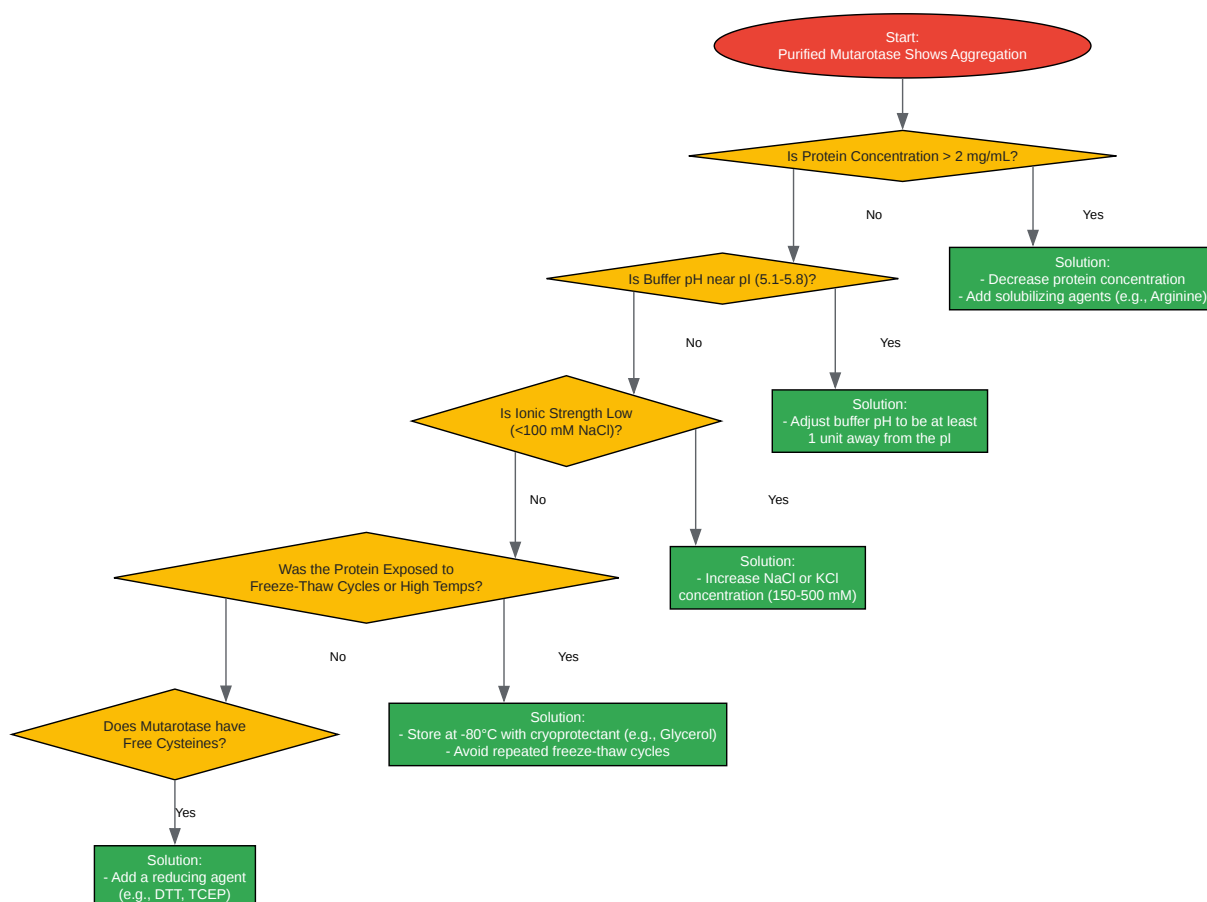 Start:
Purified Mutarotase Shows Aggregation
Is Protein Concentration > 2 mg/mL?
No
Yes
Solution:
- Decrease protein concentration
- Add solubilizing agents (e.g., Arginine)
Is Buffer pH near pI (5.1-5.8)?
No
Yes
Solution:
- Adjust buffer pH to be at least
1 unit away from the pI
Is Ionic Strength Low
(<100 mM NaCl)?
No
Yes
Solution:
- Increase NaCl or KCl
concentration (150-500 mM)
Was the Protein Exposed to
Freeze-Thaw Cycles or High Temps?
No
Yes
Solution:
- Store at -80°C with cryoprotectant (e.g., Glycerol)
- Avoid repeated freeze-thaw cycles
Does Mutarotase have
Free Cysteines?
Yes
Solution:
- Add a reducing agent
(e.g., DTT, TCEP)